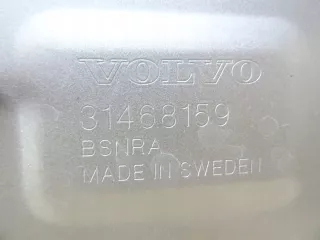 VOLVO
31468159
BSNRA
MADE IN SWEDEN